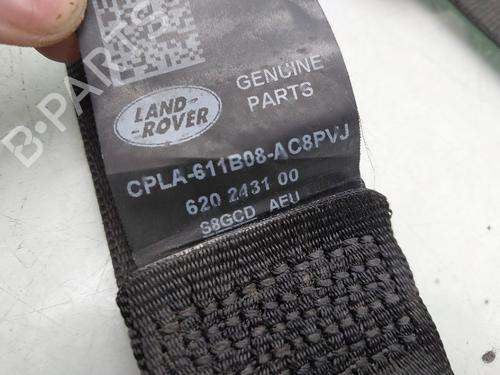 GENUINE
PARTS
LAND-
ROVER
CPLA-611B08-AC8PVJ
620 2431 00
S8GCD AEU
B-PARTS